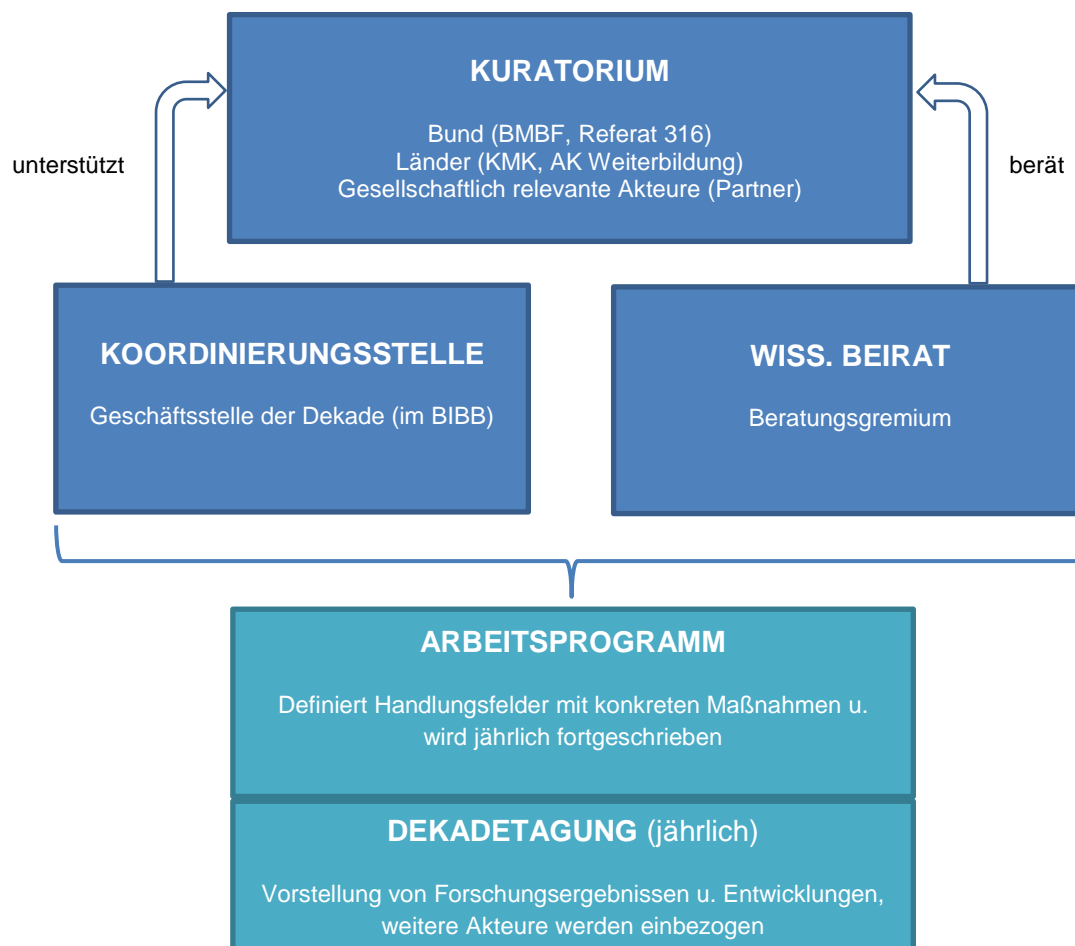 KURATORIUM
Bund (BMBF, Referat 316)
Länder (KMK, AK Weiterbildung)
Gesellschaftlich relevante Akteure (Partner)
unterstützt
berät
KOORDINIERUNGSSTELLE
Geschäftsstelle der Dekade (im BIBB)
WISS. BEIRAT
Beratungsgremium
ARBEITSPROGRAMM
Definiert Handlungsfelder mit konkreten Maßnahmen u.
wird jährlich fortgeschrieben
DEKADETAGUNG (jährlich)
Vorstellung von Forschungsergebnissen u. Entwicklungen,
weitere Akteure werden einbezogen